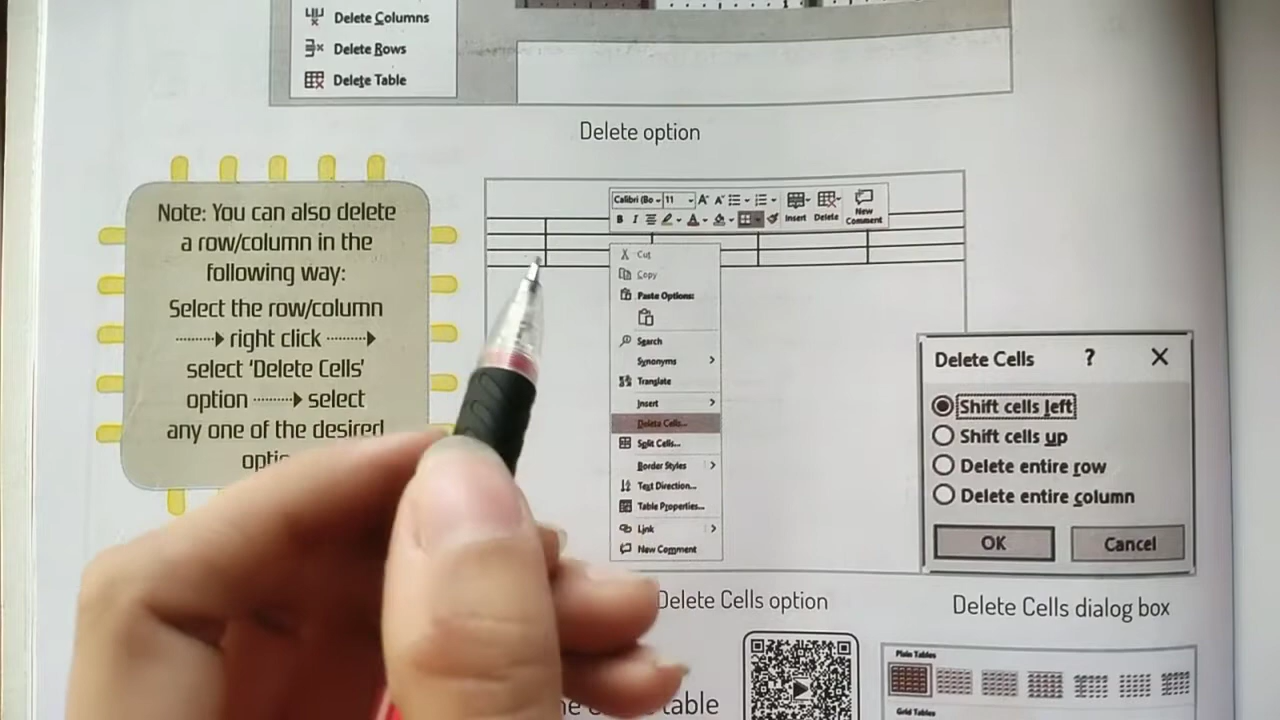 Delete Columns
Delete Rows
Delete Table
Delete option
Note: You can also delete
a row/column in the
following way:
Select the row/column
right click
select ‘Delete Cells’
option select
any one of the desired
Calibri (Bo 11
B I A Insert Delete New
Comment
Cut
Copy
Paste Options:
Search
Synonyms
Translate
Insert
Delete Cells...
Split Cells...
Border Styles
Text Direction...
Table Properties...
Link
New Comment
Delete Cells ? ×
Shift cells left
Shift cells up
Delete entire row
Delete entire column
OK Cancel
Delete Cells option
Delete Cells dialog box
table
Plain Tables
Grid Tables